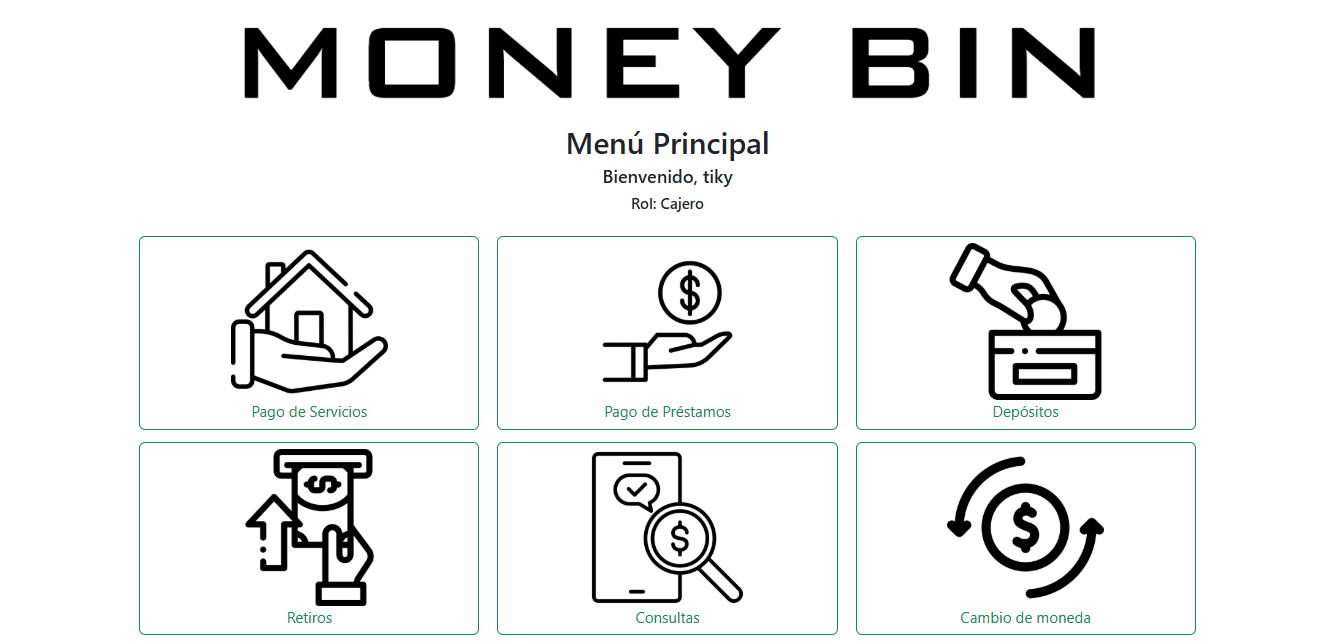 MONEY BIN
Menú Principal
Bienvenido, tiky
Rol: Cajero
$
Pago de Servicios
Pago de Préstamos
Depósitos
$
$
$
Retiros
Consultas
Cambio de moneda